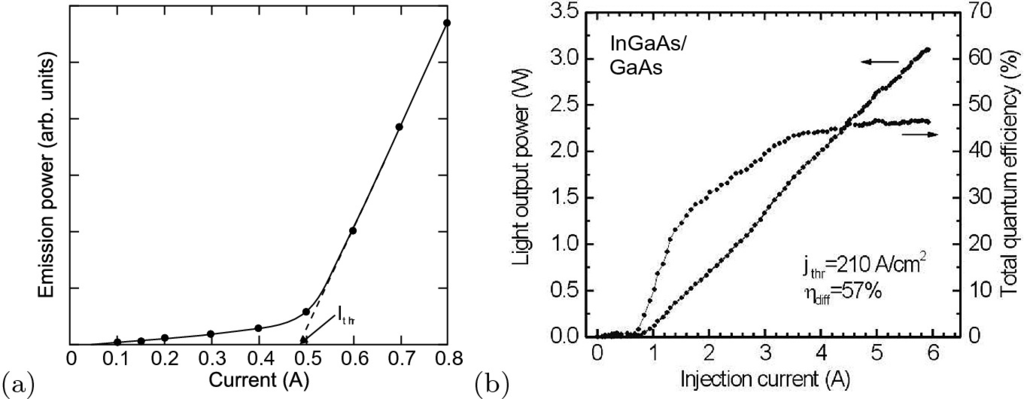 Emission power (arb. units)
I thr
0 0.1 0.2 0.3 0.4 0.5 0.6 0.7 0.8
Current (A)
(a)
3.5
3.0
2.5
2.0
1.5
1.0
0.5
0.0
Light output power (W)
InGaAs/
GaAs
j thr=210 A/cm²
ηdiff=57%
70
60
50
40
30
20
10
0
Total quantum efficiency (%)
0 1 2 3 4 5 6
Injection current (A)
(b)